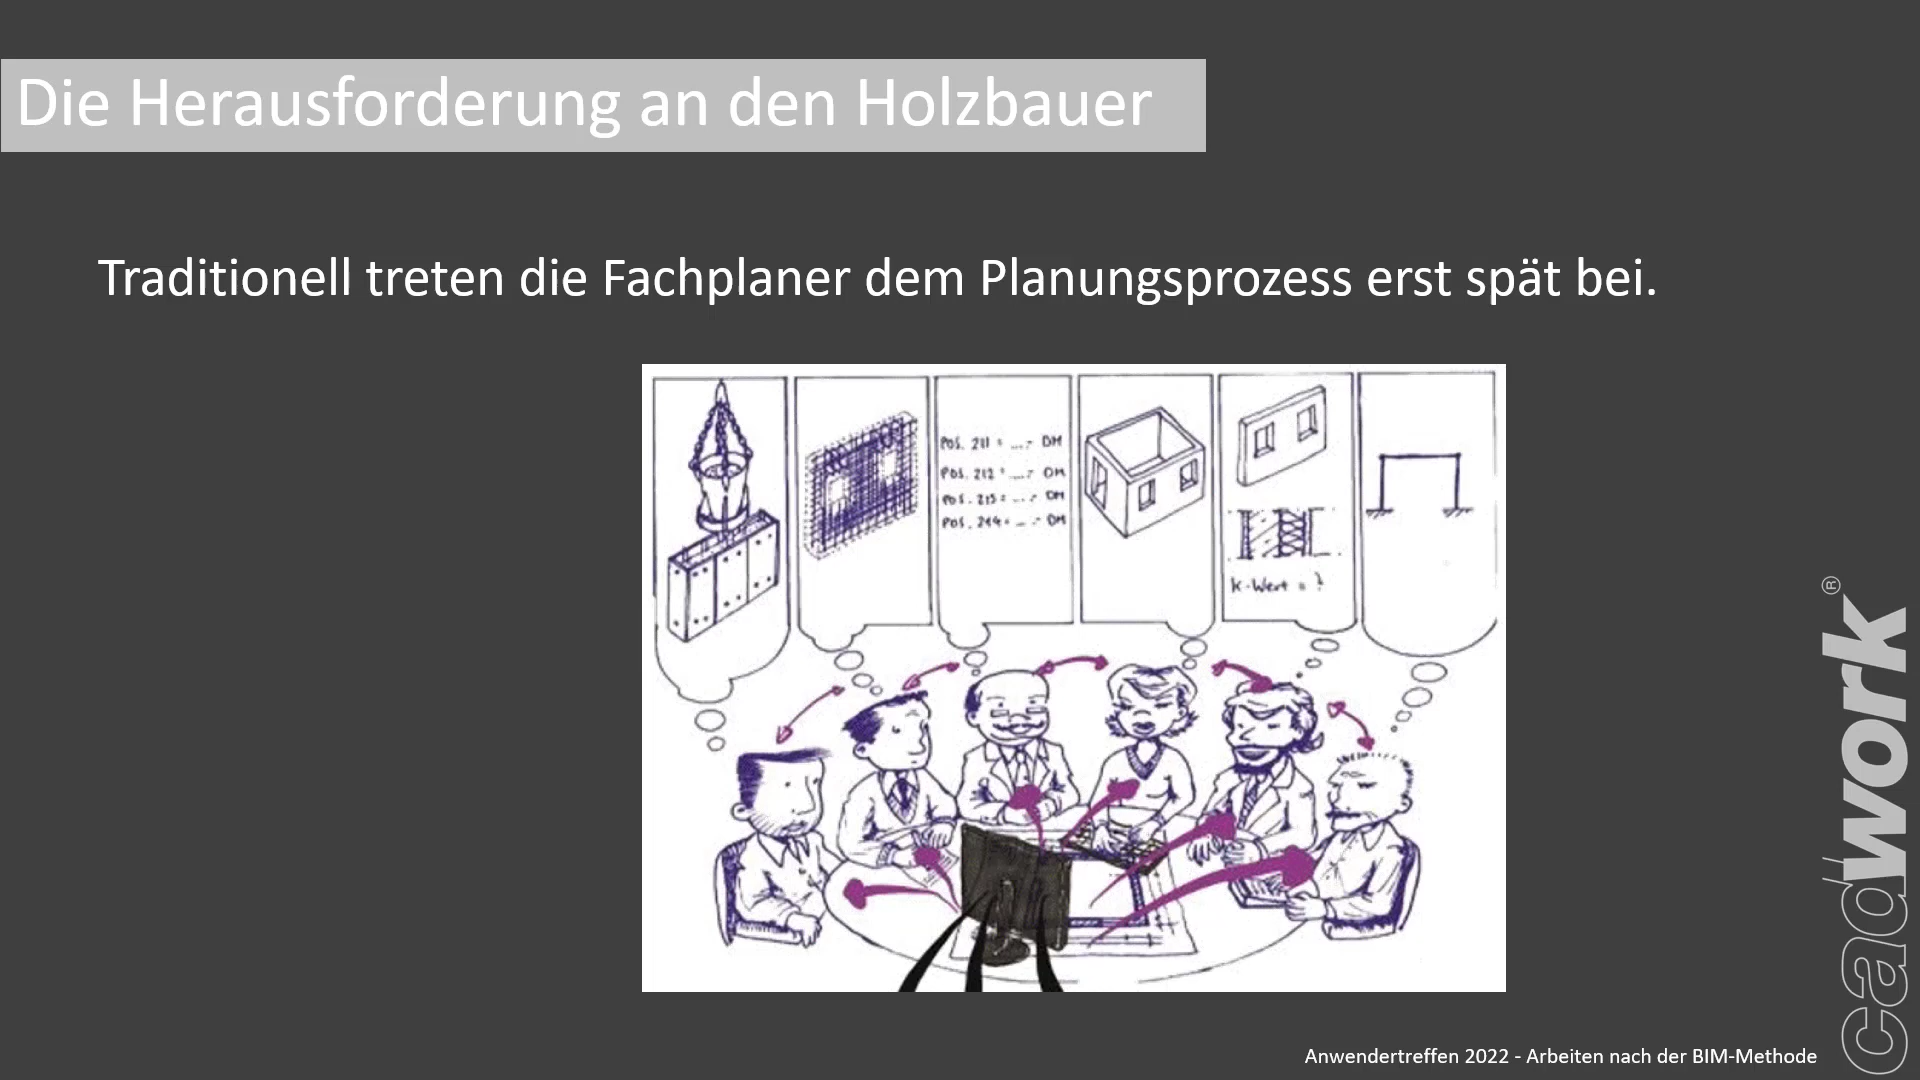 Die Herausforderung an den Holzbauer
Traditionell treten die Fachplaner dem Planungsprozess erst spät bei.
POS. 211 = ....- DM
POS. 212 = ....- DM
POS. 213 = ....- DM
POS. 214 = ....- DM
k-Wert = ?
cadwork®
Anwendertreffen 2022 - Arbeiten nach der BIM-Methode